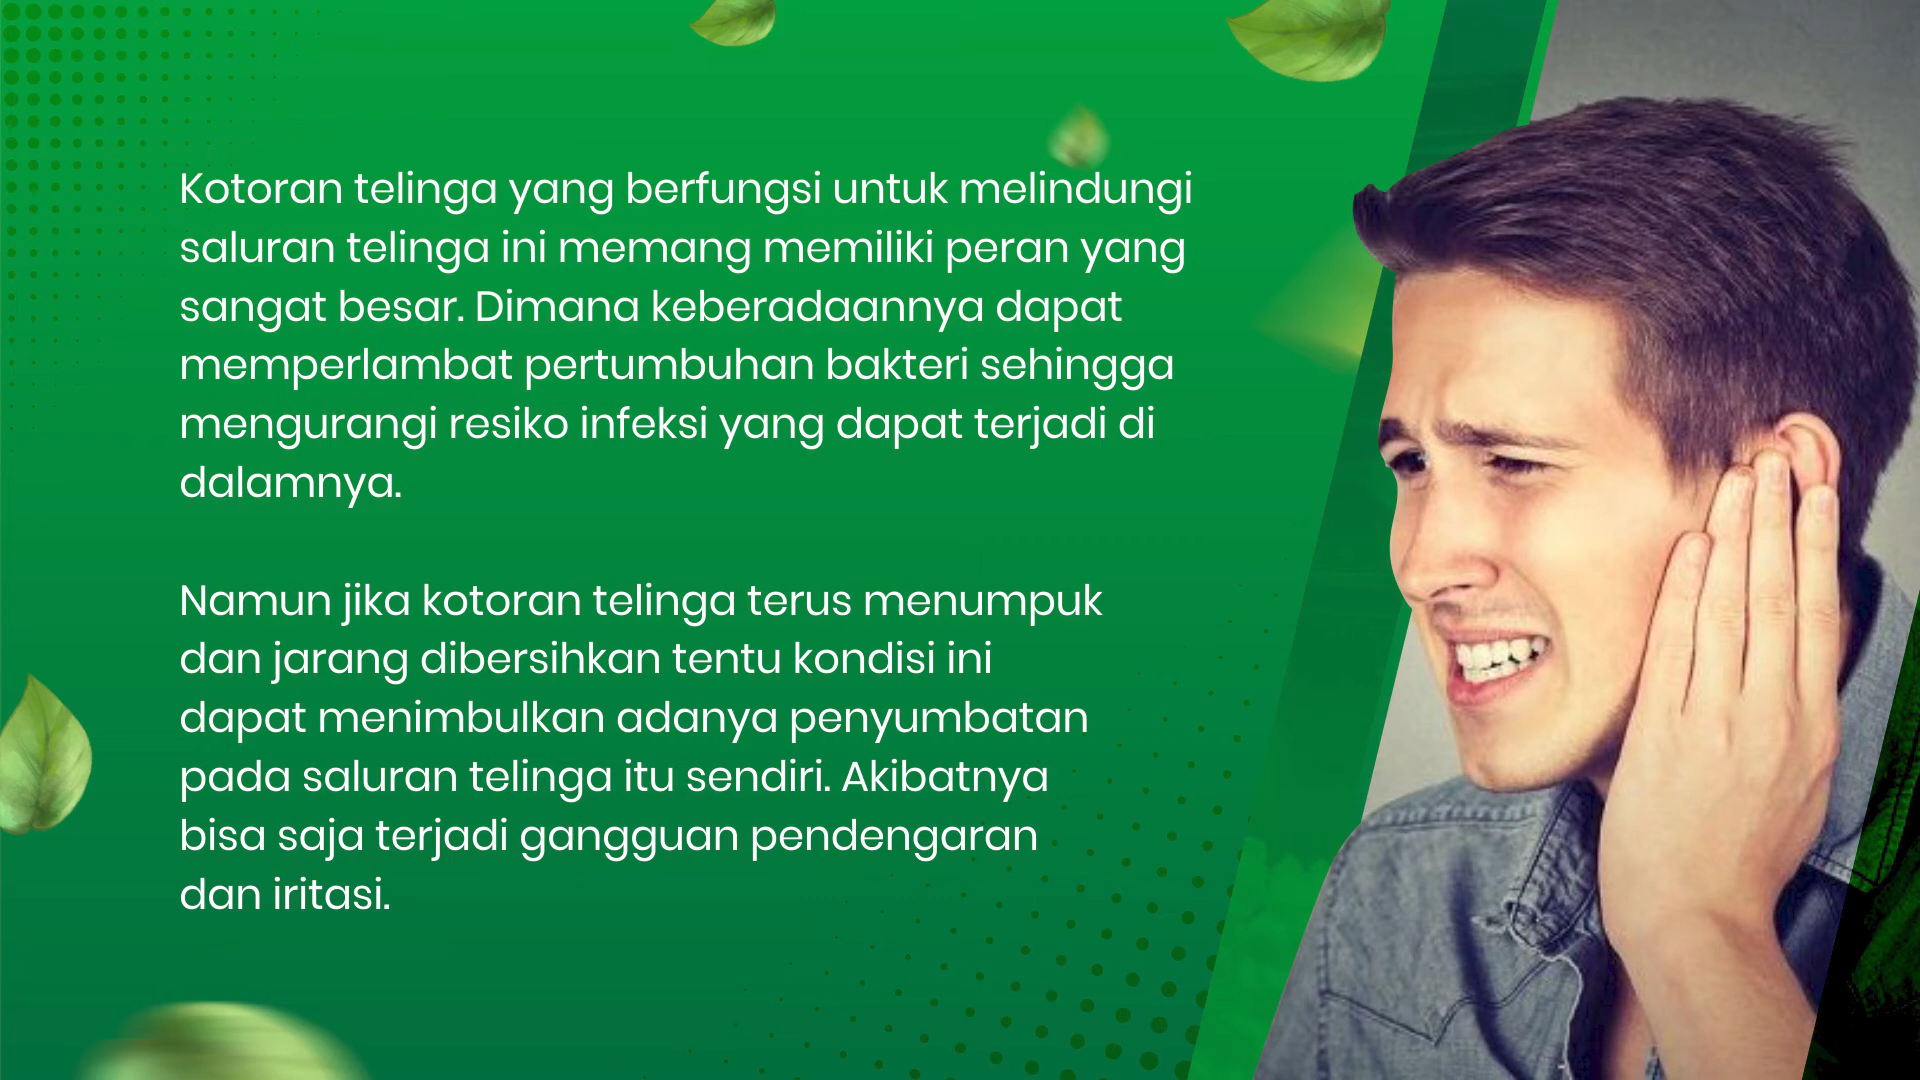 Kotoran telinga yang berfungsi untuk melindungi
saluran telinga ini memang memiliki peran yang
sangat besar. Dimana keberadaannya dapat
memperlambat pertumbuhan bakteri sehingga
mengurangi resiko infeksi yang dapat terjadi di
dalamnya.
Namun jika kotoran telinga terus menumpuk
dan jarang dibersihkan tentu kondisi ini
dapat menimbulkan adanya penyumbatan
pada saluran telinga itu sendiri. Akibatnya
bisa saja terjadi gangguan pendengaran
dan iritasi.